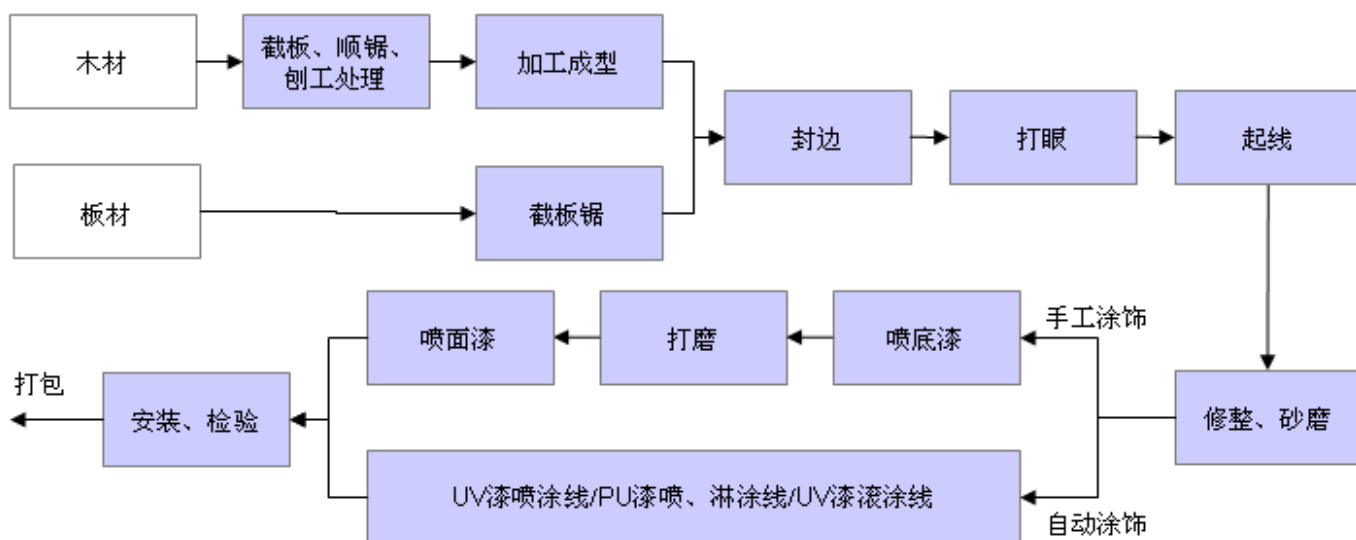 木材
截板、顺锯、
刨工处理
加工成型
板材
截板锯
封边
打眼
起线
修整、砂磨
手工涂饰
喷底漆
打磨
喷面漆
自动涂饰
UV漆喷涂线/PU漆喷、淋涂线/UV漆滚涂线
安装、检验
打包